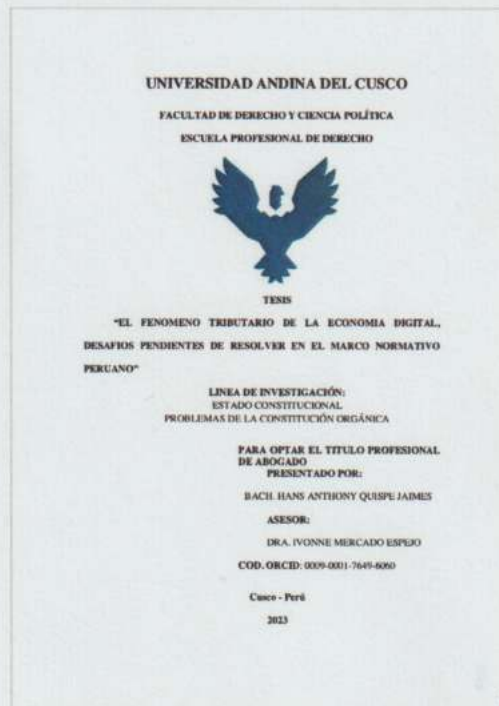 UNIVERSIDAD ANDINA DEL CUSCO
FACULTAD DE DERECHO Y CIENCIA POLÍTICA
ESCUELA PROFESIONAL DE DERECHO
TESIS
"EL FENOMENO TRIBUTARIO DE LA ECONOMIA DIGITAL,
DESAFIOS PENDIENTES DE RESOLVER EN EL MARCO NORMATIVO
PERUANO"
LINEA DE INVESTIGACIÓN:
ESTADO CONSTITUCIONAL
PROBLEMAS DE LA CONSTITUCIÓN ORGÁNICA
PARA OPTAR EL TITULO PROFESIONAL
DE ABOGADO
PRESENTADO POR:
BACH. HANS ANTHONY QUISPE JAIMES
ASESOR:
DRA. IVONNE MERCADO ESPEJO
COD. ORCID: 0009-0001-7649-6060
Cusco - Perú
2023